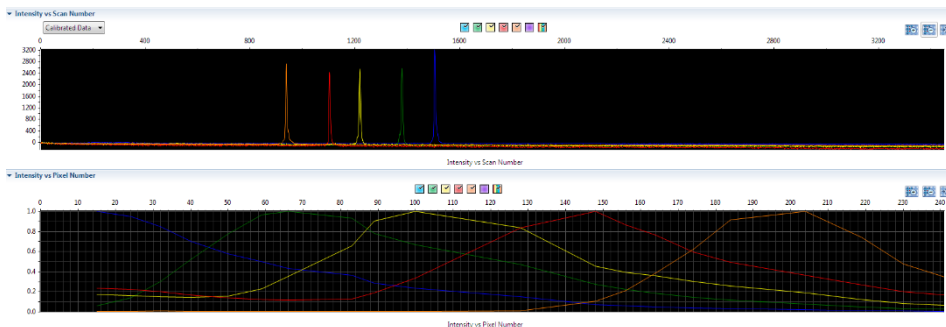 Intensity vs Scan Number
Calibrated Data
0 400 800 1200 1600 2000 2400 2800 3200
3200
2800
2400
2000
1600
1200
800
400
0
Intensity vs Scan Number
Intensity vs Pixel Number
0 10 20 30 40 50 60 70 80 90 100 110 120 130 140 150 160 170 180 190 200 210 220 230 240
1.0
0.8
0.6
0.4
0.2
0.0
Intensity vs Pixel Number